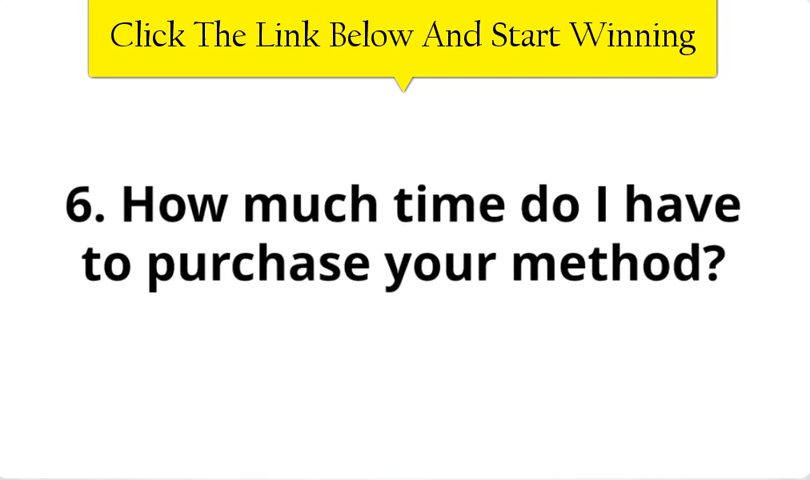 Click The Link Below And Start Winning
6. How much time do I have
to purchase your method?